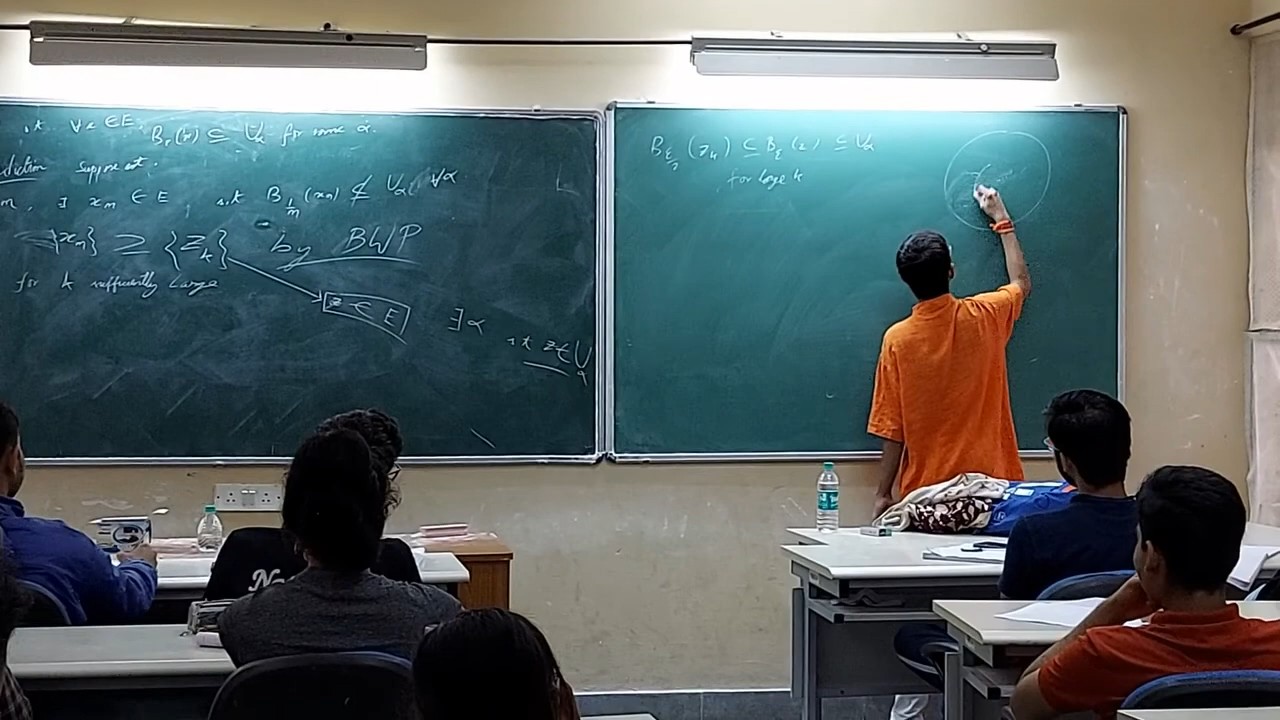 s.t. ∀x ∈ E, B_r(x) ⊆ U_α for some α.
diction suppose
m, ∃ x_m ∈ E, s.t. B_{1/m}(x_m) ⊄ U_α, ∀α
{x_m} ⊇ {z_k} by BWP
for k sufficiently large
z ∈ E
∃ α
s.t. z ∈ U_α
B_{ε/2}(z_k) ⊆ B_ε(z) ⊆ U_α
for large k